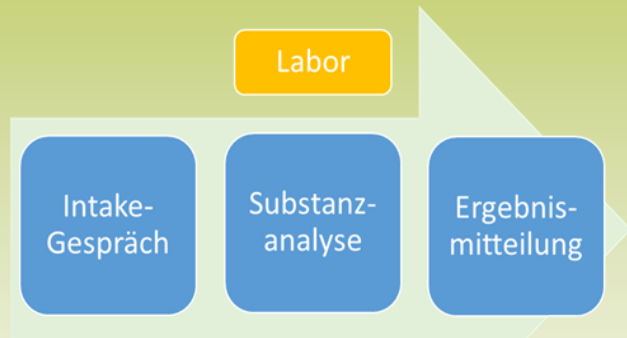 Labor
Intake-
Gespräch
Substanz-
analyse
Ergebnis-
mitteilung